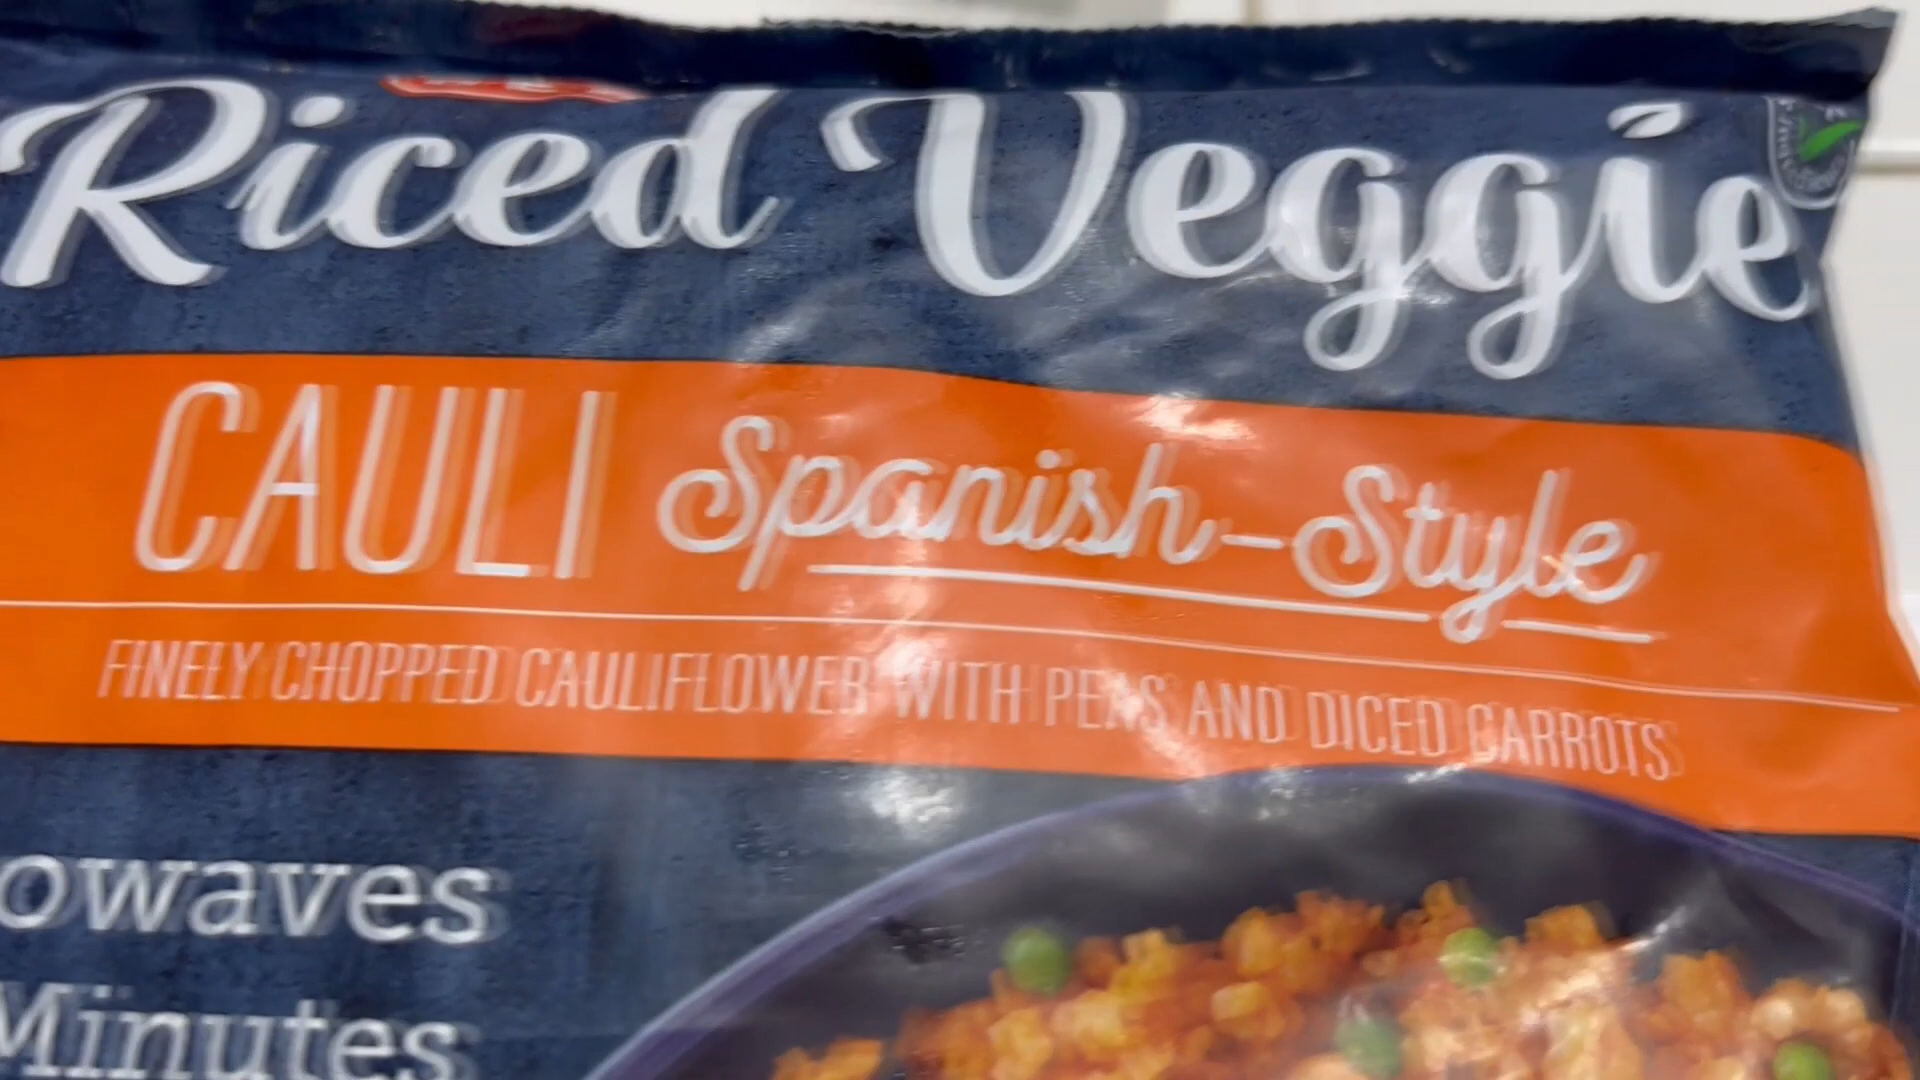 Riced Veggie
CAULI Spanish-Style
FINELY CHOPPED CAULIFLOWER WITH PEAS AND DICED CARROTS
owaves
Minutes